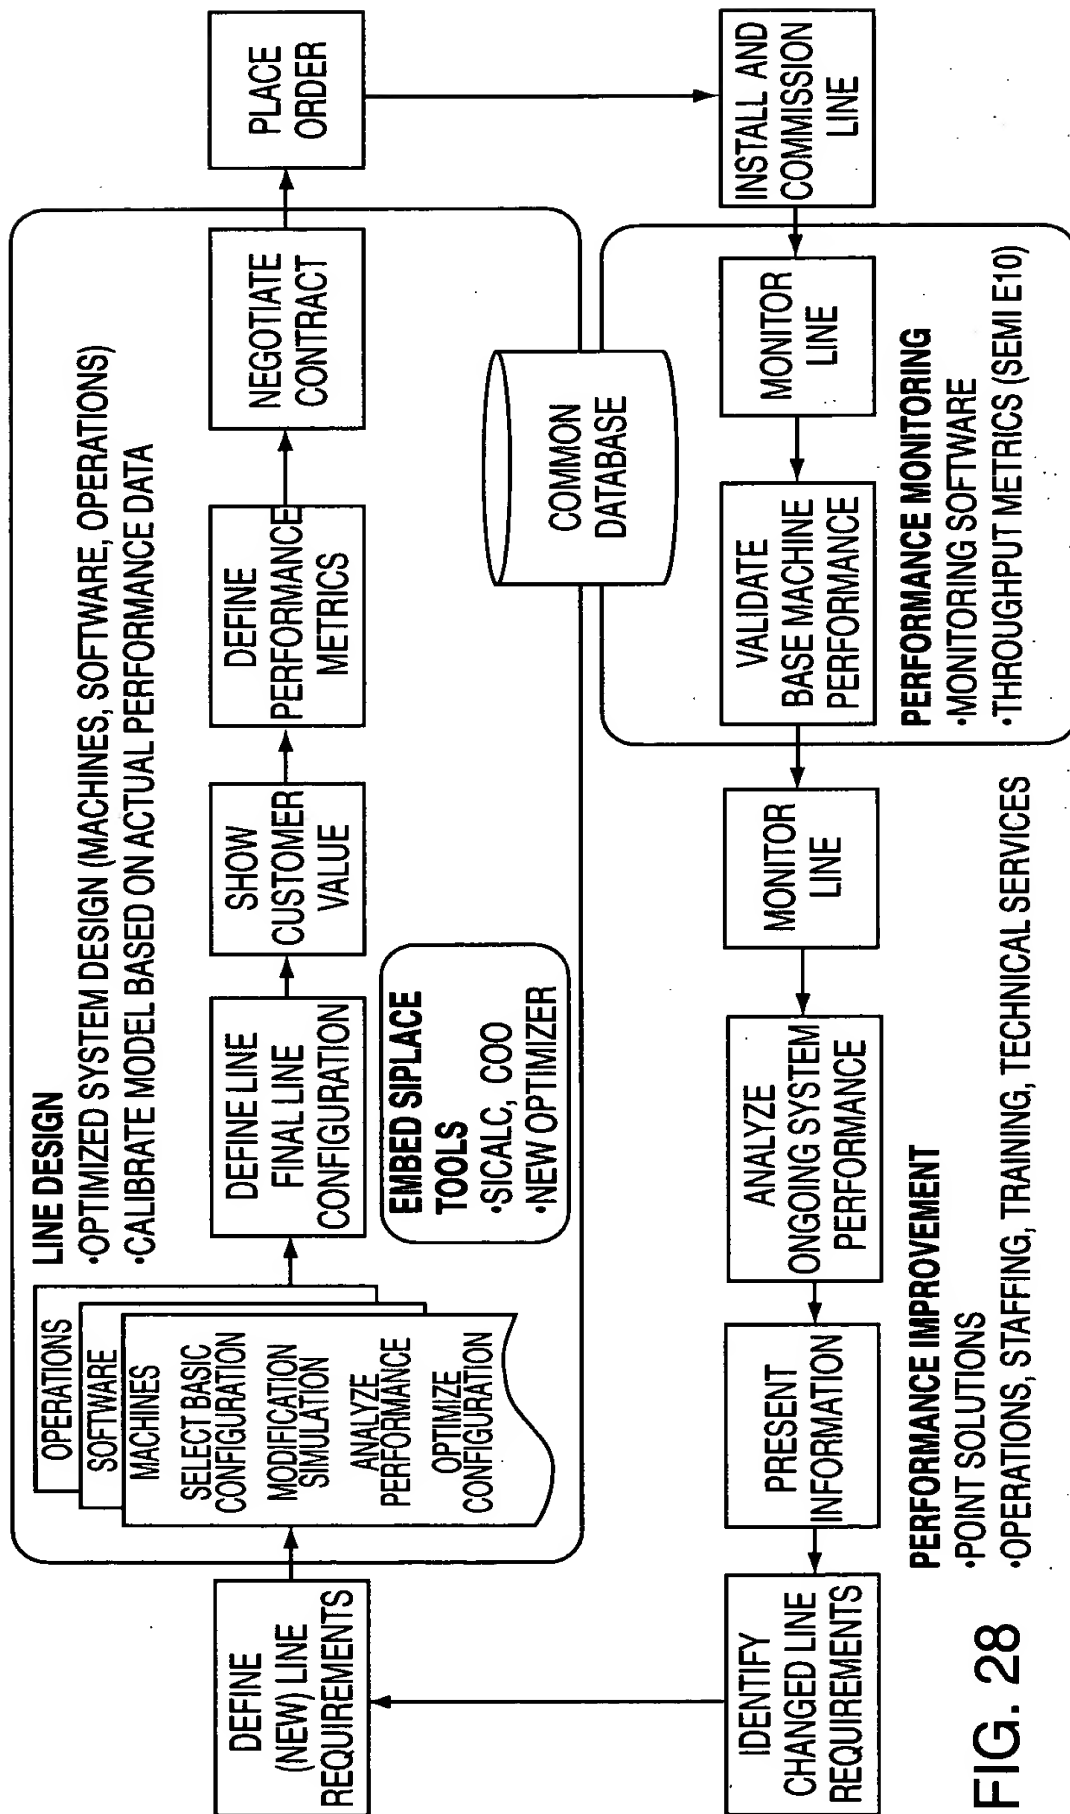 LINE DESIGN
•OPTIMIZED SYSTEM DESIGN (MACHINES, SOFTWARE, OPERATIONS)
•CALIBRATE MODEL BASED ON ACTUAL PERFORMANCE DATA
DEFINE
(NEW) LINE
REQUIREMENTS
OPERATIONS
SOFTWARE
MACHINES
SELECT BASIC
CONFIGURATION
MODIFICATION
SIMULATION
ANALYZE
PERFORMANCE
OPTIMIZE
CONFIGURATION
DEFINE LINE
FINAL LINE
CONFIGURATION
SHOW
CUSTOMER
VALUE
DEFINE
PERFORMANCE
METRICS
NEGOTIATE
CONTRACT
PLACE
ORDER
EMBED SIPLACE
TOOLS
•SICALC, COO
•NEW OPTIMIZER
COMMON
DATABASE
INSTALL AND
COMMISSION
LINE
MONITOR
LINE
VALIDATE
BASE MACHINE
PERFORMANCE
PERFORMANCE MONITORING
•MONITORING SOFTWARE
•THROUGHPUT METRICS (SEMI E10)
MONITOR
LINE
ANALYZE
ONGOING SYSTEM
PERFORMANCE
PRESENT
INFORMATION
IDENTIFY
CHANGED LINE
REQUIREMENTS
PERFORMANCE IMPROVEMENT
•POINT SOLUTIONS
•OPERATIONS, STAFFING, TRAINING, TECHNICAL SERVICES
FIG. 28